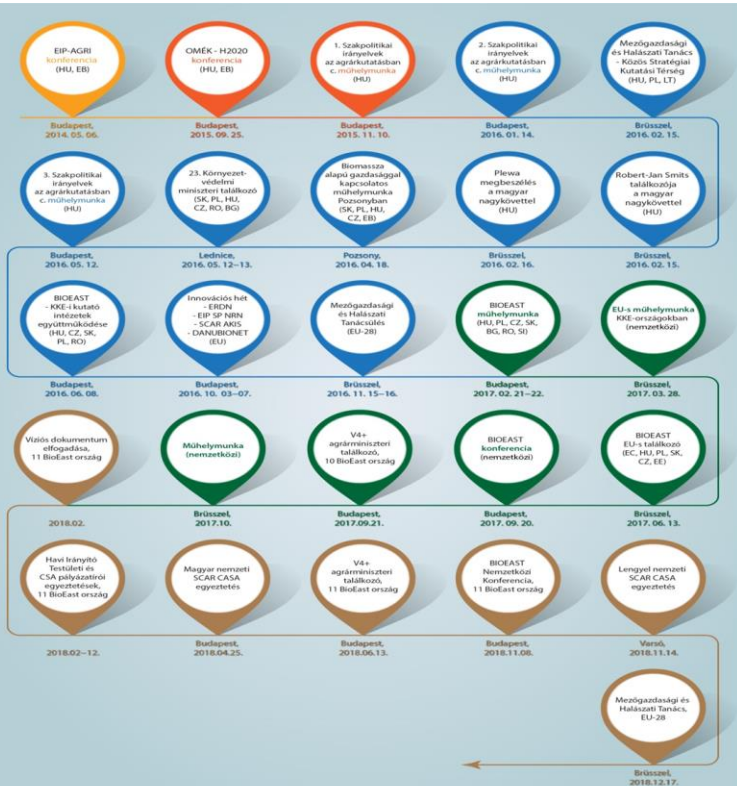 EIP-AGRI
konferencia
(HU, EB)
Budapest,
2014. 05. 06.
OMÉK - H2020
konferencia
(HU, EB)
Budapest,
2015. 09. 25.
1. Szakpolitikai
irányelvek
az agrárkutatásban
c. műhelymunka
(HU)
Budapest,
2015. 11. 10.
2. Szakpolitikai
irányelvek
az agrárkutatásban
c. műhelymunka
(HU)
Budapest,
2016. 01. 14.
Mezőgazdasági
és Halászati Tanács
- Közös Stratégiai
Kutatási Térség
(HU, PL, LT)
Brüsszel,
2016. 02. 15.
Robert-Jan Smits
találkozója
a magyar
nagykövettel
(HU)
Brüsszel,
2016. 02. 15.
Plewa
megbeszélés
a magyar
nagykövettel
(HU)
Brüsszel,
2016. 02. 16.
Biomassza
alapú gazdasággal
kapcsolatos
műhelymunka
Pozsonyban
(SK, PL, HU,
CZ, EB)
Pozsony,
2016. 04. 18.
23. Környezet-
védelmi
miniszteri találkozó
(SK, PL, HU,
CZ, RO, BG)
Lednice,
2016. 05. 12–13.
3. Szakpolitikai
irányelvek
az agrárkutatásban
c. műhelymunka
(HU)
Budapest,
2016. 05. 12.
BIOEAST
- KKE-i kutató
intézetek
együttműködése
(HU, CZ, SK,
PL, RO)
Budapest,
2016. 06. 08.
Innovációs hét
- ERDN
- EIP SP NRN
- SCAR AKIS
- DANUBIONET
(EU)
Budapest,
2016. 10. 03–07.
Mezőgazdasági
és Halászati
Tanácsülés
(EU-28)
Brüsszel,
2016. 11. 15–16.
BIOEAST
műhelymunka
(HU, PL, CZ, SK,
BG, RO, SI)
Budapest,
2017. 02. 21–22.
EU-s műhelymunka
KKE-országokban
(nemzetközi)
Brüsszel,
2017. 03. 28.
BIOEAST
EU-s találkozó
(EC, HU, PL, SK,
CZ, EE)
Brüsszel,
2017. 06. 13.
BIOEAST
konferencia
(nemzetközi)
Budapest,
2017. 09. 20.
V4+
agrárminiszteri
találkozó,
10 BioEast ország
Budapest,
2017.09.21.
Műhelymunka
(nemzetközi)
Brüsszel,
2017.10.
Víziós dokumentum
elfogadása,
11 BioEast ország
2018.02.
Havi Irányító
Testületi és
CSA pályázatírói
egyeztetések,
11 BioEast ország
2018.02–12.
Magyar nemzeti
SCAR CASA
egyeztetés
Budapest,
2018.04.25.
V4+
agrárminiszteri
találkozó,
11 BioEast ország
Budapest,
2018.06.13.
BIOEAST
Nemzetközi
Konferencia,
11 BioEast ország
Budapest,
2018.11.08.
Lengyel nemzeti
SCAR CASA
egyeztetés
Varsó,
2018.11.14.
Mezőgazdasági és
Halászati Tanács,
EU-28
Brüsszel,
2018.12.17.